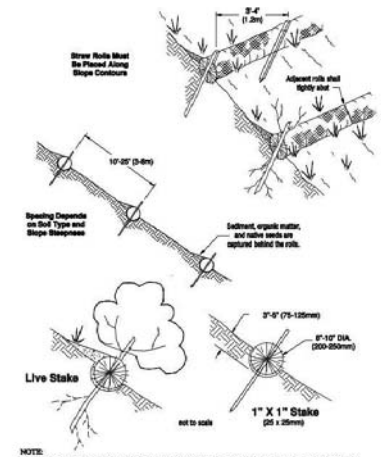 3'-4"
(1.2m)
Straw Rolls Must
Be Placed Along
Slope Contours
Adjacent rolls shall
tightly abut
10'-25' (3-8m)
Spacing Depends
on Soil Type and
Slope Steepness
Sediment, organic matter,
and native seeds are
captured behind the rolls.
3"-5" (75-125mm)
8"-10" DIA.
(200-250mm)
Live Stake
not to scale
1" X 1" Stake
(25 x 25mm)
NOTE: